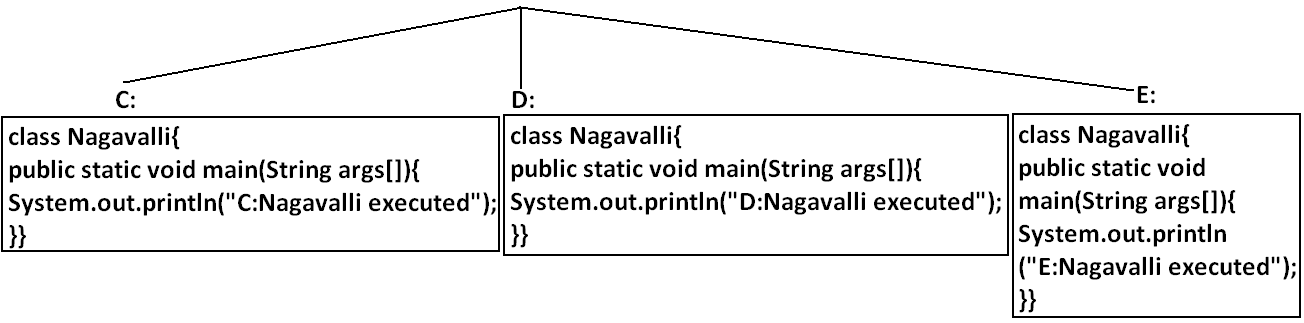 C:
class Nagavalli{
public static void main(String args[]){
System.out.println("C:Nagavalli executed");
}}
D:
class Nagavalli{
public static void main(String args[]){
System.out.println("D:Nagavalli executed");
}}
E:
class Nagavalli{
public static void
main(String args[]){
System.out.println
("E:Nagavalli executed");
}}